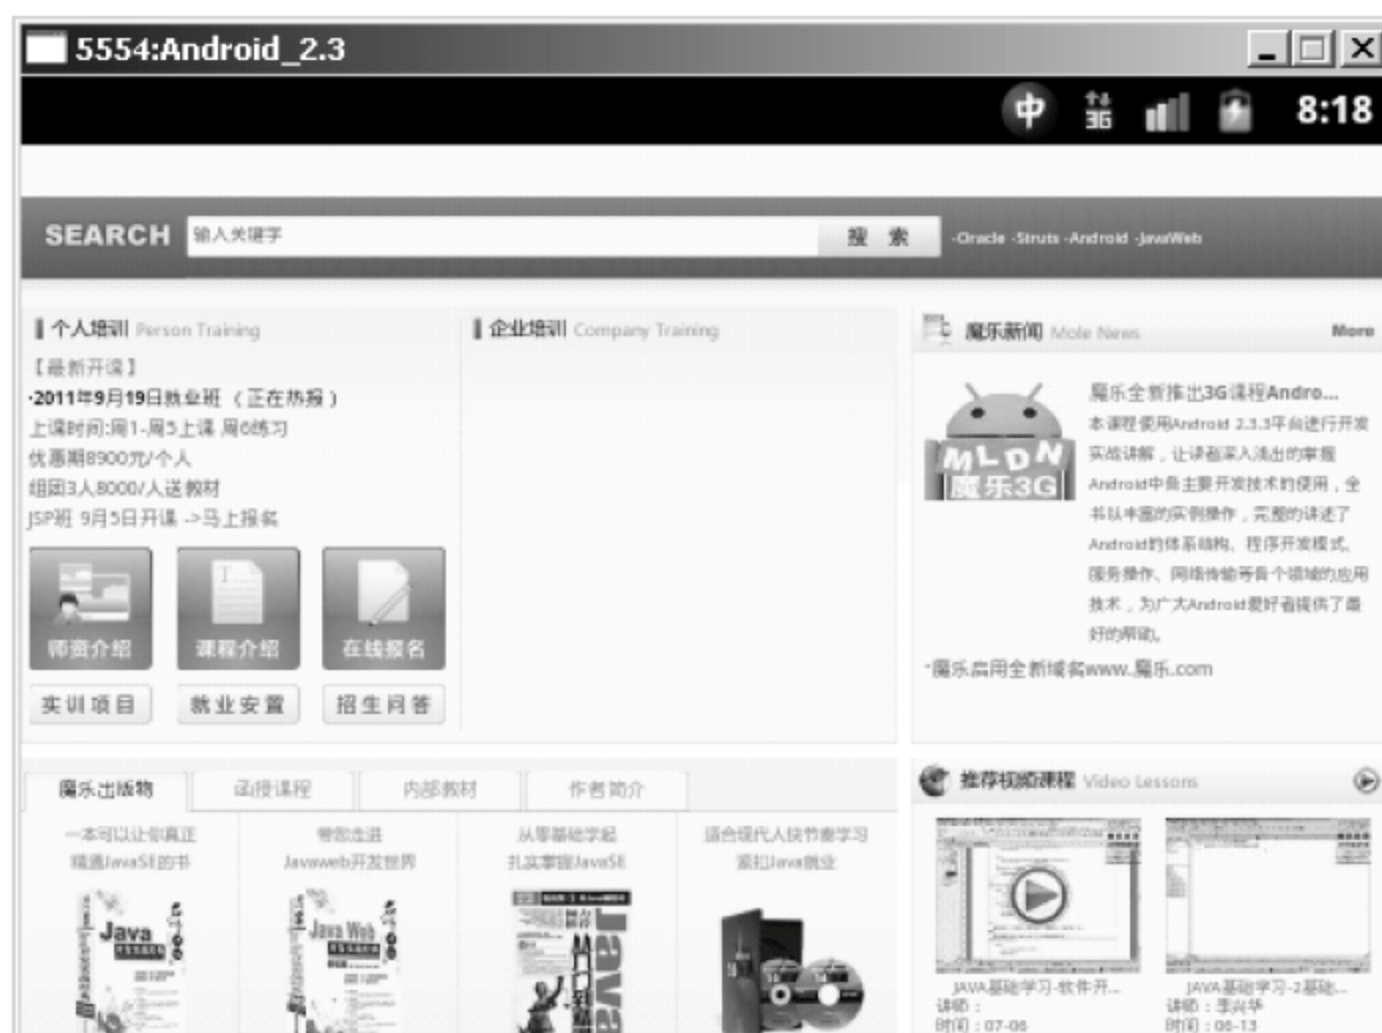 5554:Android_2.3
中 3G 8:18
SEARCH 输入关键字 搜 索 -Oracle -Struts -Android -JavaWeb
个人培训 Person Training
【最新开课】
·2011年9月19日就业班 （正在热报）
上课时间:周1-周5上课 周6练习
优惠期8900元/个人
组团3人8000/人送教材
JSP班 9月5日开课 ->马上报名
师资介绍 课程介绍 在线报名
实训项目 就业安置 招生问答
企业培训 Company Training
魔乐新闻 Mole News More
MLDN
魔乐3G
魔乐全新推出3G课程Andro...
本课程使用Android 2.3.3平台进行开发
实战讲解，让读者深入浅出的掌握
Android中各主要开发技术的使用，全
书以丰富的实例操作，完整的讲述了
Android的体系结构、程序开发模式、
服务操作、网络传输等各个领域的应用
技术，为广大Android爱好者提供了最
好的帮助。
·魔乐启用全新域名www.魔乐.com
魔乐出版物 函授课程 内部教材 作者简介
一本可以让你真正
精通JavaSE的书
Java
带您走进
Javaweb开发世界
Java Web
从零基础学起
扎实掌握JavaSE
Java
适合现代人快节奏学习
紧扣Java就业
推荐视频课程 Video Lessons
JAVA基础学习-软件开...
讲师：
时间：07-06
JAVA基础学习-2基础...
讲师：李兴华
时间：06-13